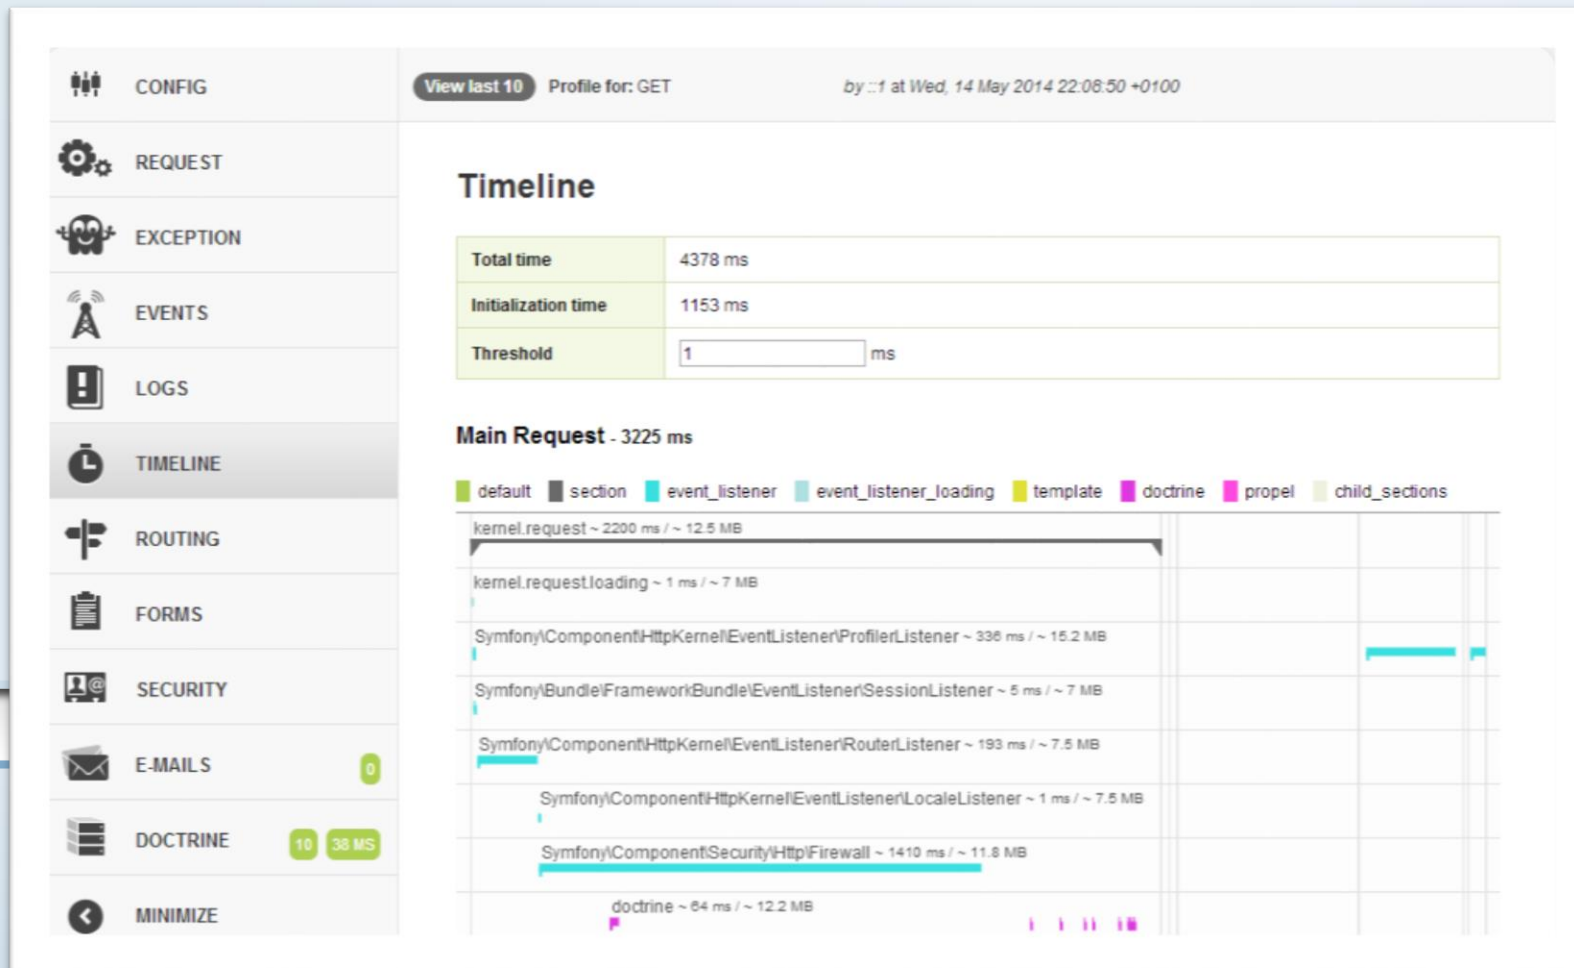 CONFIG
REQUEST
EXCEPTION
EVENTS
LOGS
TIMELINE
ROUTING
FORMS
SECURITY
E-MAILS 0
DOCTRINE 10 38 MS
MINIMIZE
View last 10 Profile for: GET by ::1 at Wed, 14 May 2014 22:08:50 +0100
Timeline
Total time 4378 ms
Initialization time 1153 ms
Threshold 1 ms
Main Request - 3225 ms
default section event_listener event_listener_loading template doctrine propel child_sections
kernel.request ~ 2200 ms / ~ 12.5 MB
kernel.request.loading ~ 1 ms / ~ 7 MB
Symfony\Component\HttpKernel\EventListener\ProfilerListener ~ 336 ms / ~ 15.2 MB
Symfony\Bundle\FrameworkBundle\EventListener\SessionListener ~ 5 ms / ~ 7 MB
Symfony\Component\HttpKernel\EventListener\RouterListener ~ 193 ms / ~ 7.5 MB
Symfony\Component\HttpKernel\EventListener\LocaleListener ~ 1 ms / ~ 7.5 MB
Symfony\Component\Security\Http\Firewall ~ 1410 ms / ~ 11.8 MB
doctrine ~ 64 ms / ~ 12.2 MB